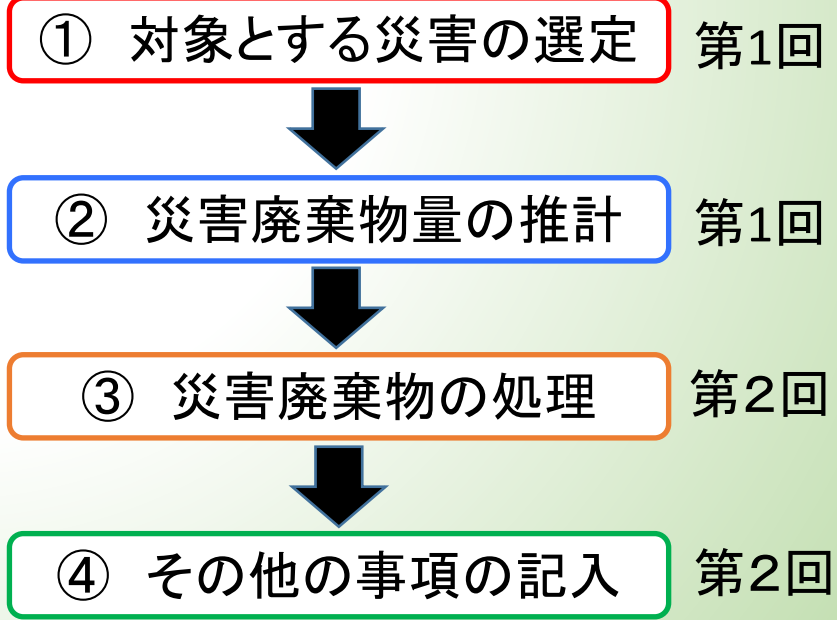 ① 対象とする災害の選定 第1回
② 災害廃棄物量の推計 第1回
③ 災害廃棄物の処理 第２回
④ その他の事項の記入 第２回